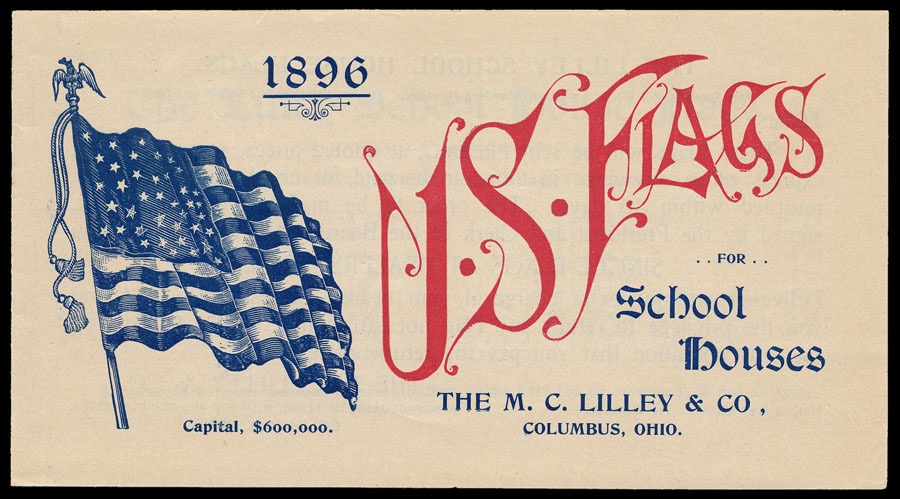 1896
U.S. FLAGS
..FOR..
School
Houses
THE M. C. LILLEY & CO,
COLUMBUS, OHIO.
Capital, $600,000.